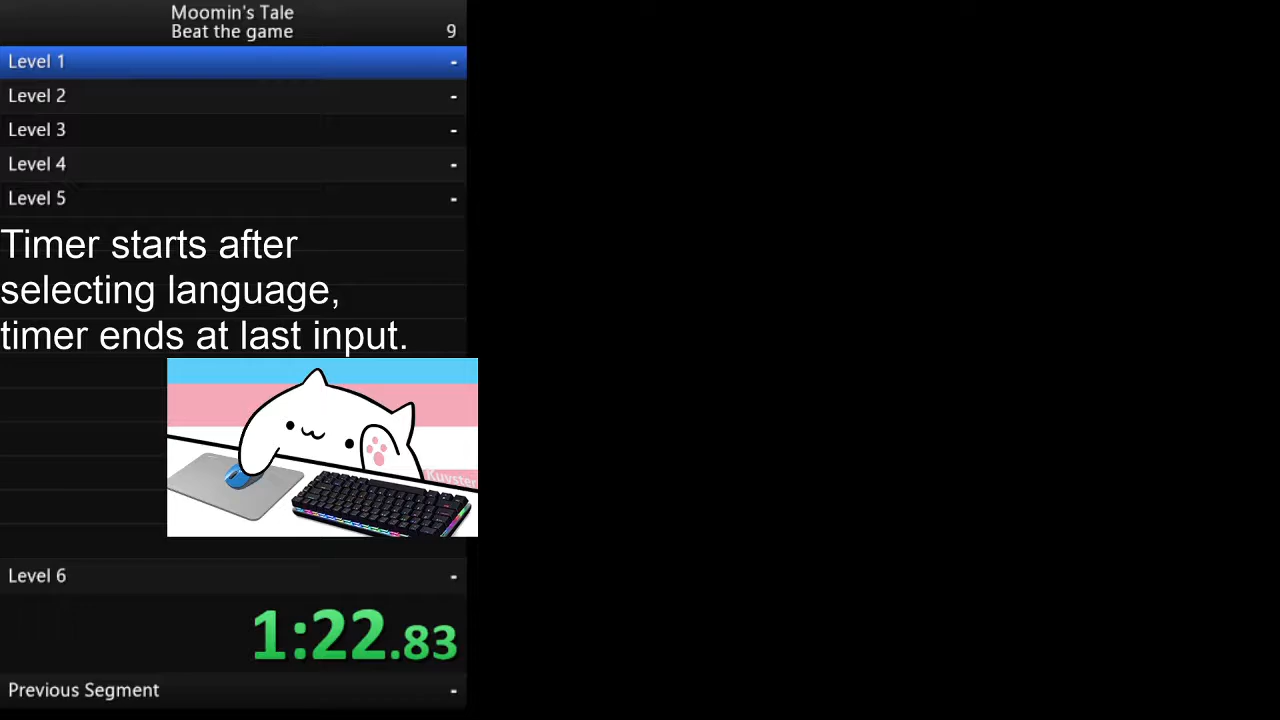 Moomin's Tale
Beat the game 9
Level 1 -
Level 2 -
Level 3 -
Level 4 -
Level 5 -
Timer starts after
selecting language,
timer ends at last input.
Kuyster
Level 6 -
1:22.83
Previous Segment -